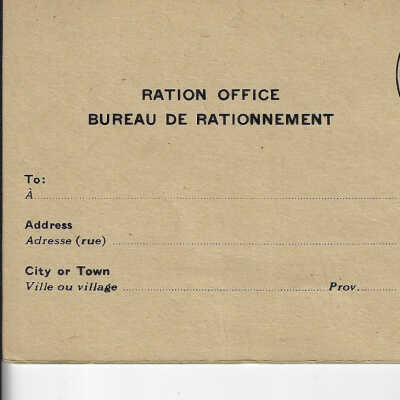 RATION OFFICE
BUREAU DE RATIONNEMENT
To:
À
Address
Adresse (rue)
City or Town
Ville ou village Prov.